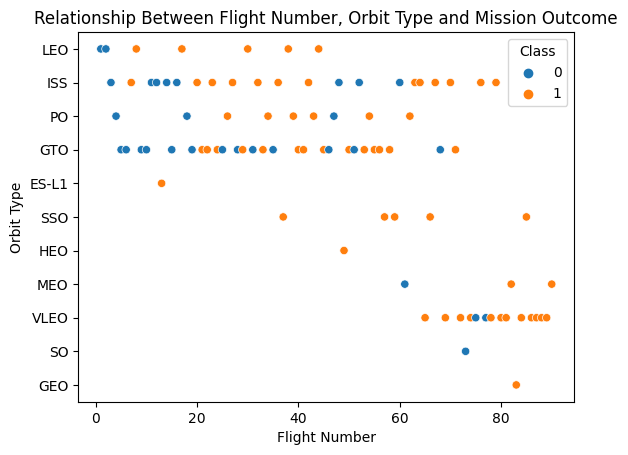 Relationship Between Flight Number, Orbit Type and Mission Outcome
Orbit Type
LEO
ISS
PO
GTO
ES-L1
SSO
HEO
MEO
VLEO
SO
GEO
Class
0
1
0 20 40 60 80
Flight Number